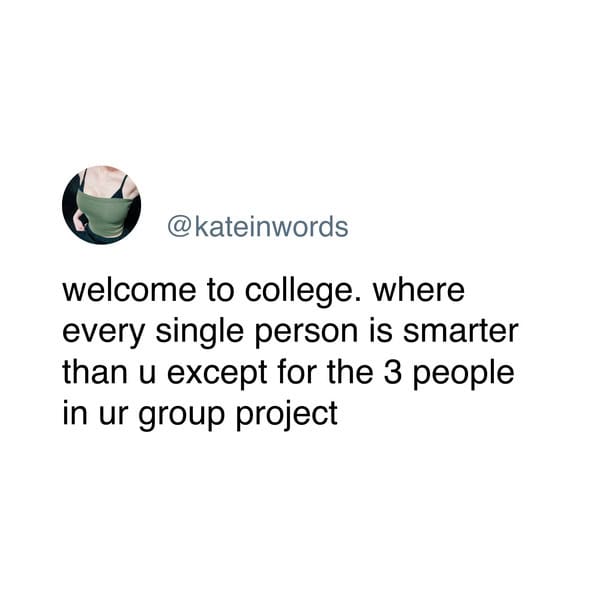 @kateinwords
welcome to college. where
every single person is smarter
than u except for the 3 people
in ur group project